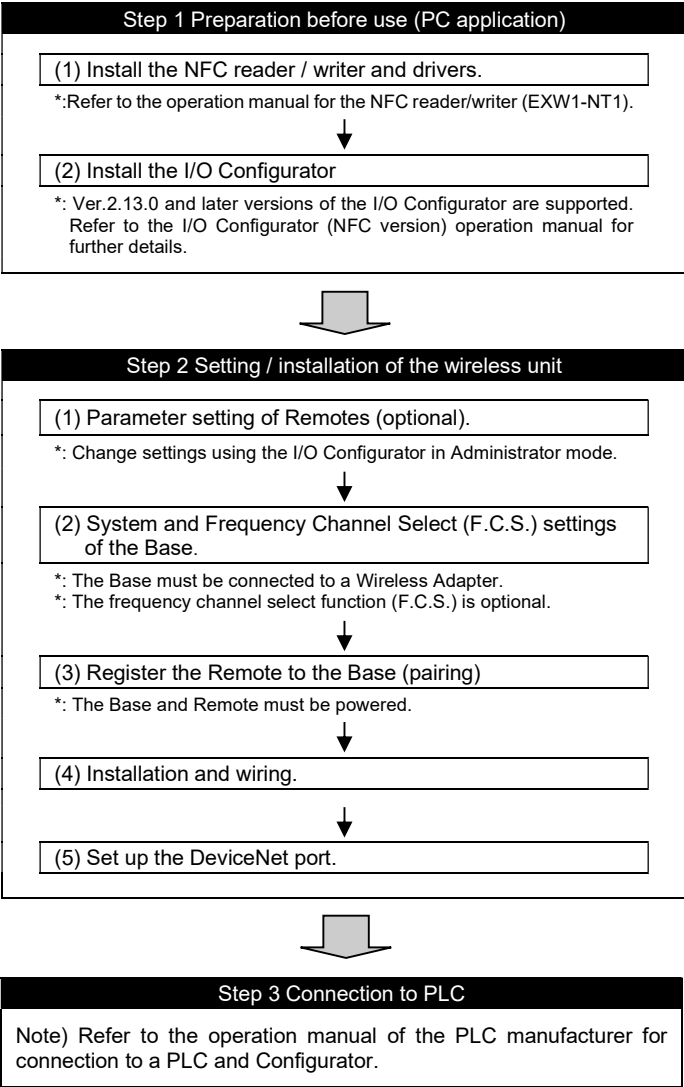 Step 1 Preparation before use (PC application)
(1) Install the NFC reader / writer and drivers.
*:Refer to the operation manual for the NFC reader/writer (EXW1-NT1).
(2) Install the I/O Configurator
*: Ver.2.13.0 and later versions of the I/O Configurator are supported.
Refer to the I/O Configurator (NFC version) operation manual for
further details.
Step 2 Setting / installation of the wireless unit
(1) Parameter setting of Remotes (optional).
*: Change settings using the I/O Configurator in Administrator mode.
(2) System and Frequency Channel Select (F.C.S.) settings
of the Base.
*: The Base must be connected to a Wireless Adapter.
*: The frequency channel select function (F.C.S.) is optional.
(3) Register the Remote to the Base (pairing)
*: The Base and Remote must be powered.
(4) Installation and wiring.
(5) Set up the DeviceNet port.
Step 3 Connection to PLC
Note) Refer to the operation manual of the PLC manufacturer for
connection to a PLC and Configurator.